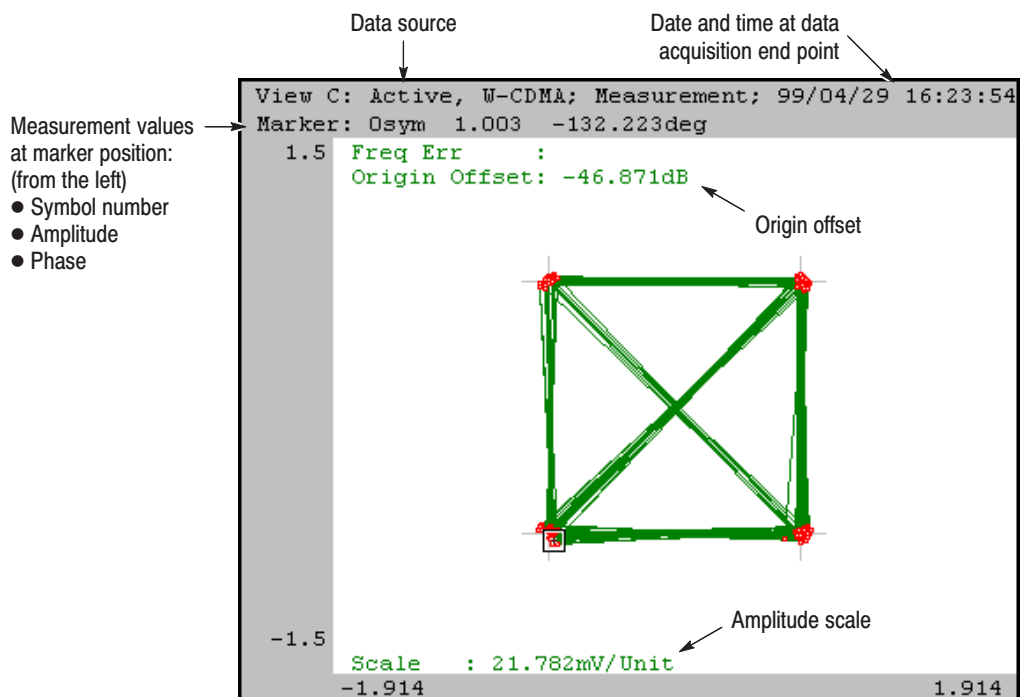 Data source
Date and time at data
acquisition end point
View C: Active, W-CDMA; Measurement; 99/04/29 16:23:54
Marker: 0sym 1.003 -132.223deg
Measurement values
at marker position:
(from the left)
● Symbol number
● Amplitude
● Phase
1.5
Freq Err :
Origin Offset: -46.871dB
Origin offset
Amplitude scale
-1.5
Scale : 21.782mV/Unit
-1.914 1.914